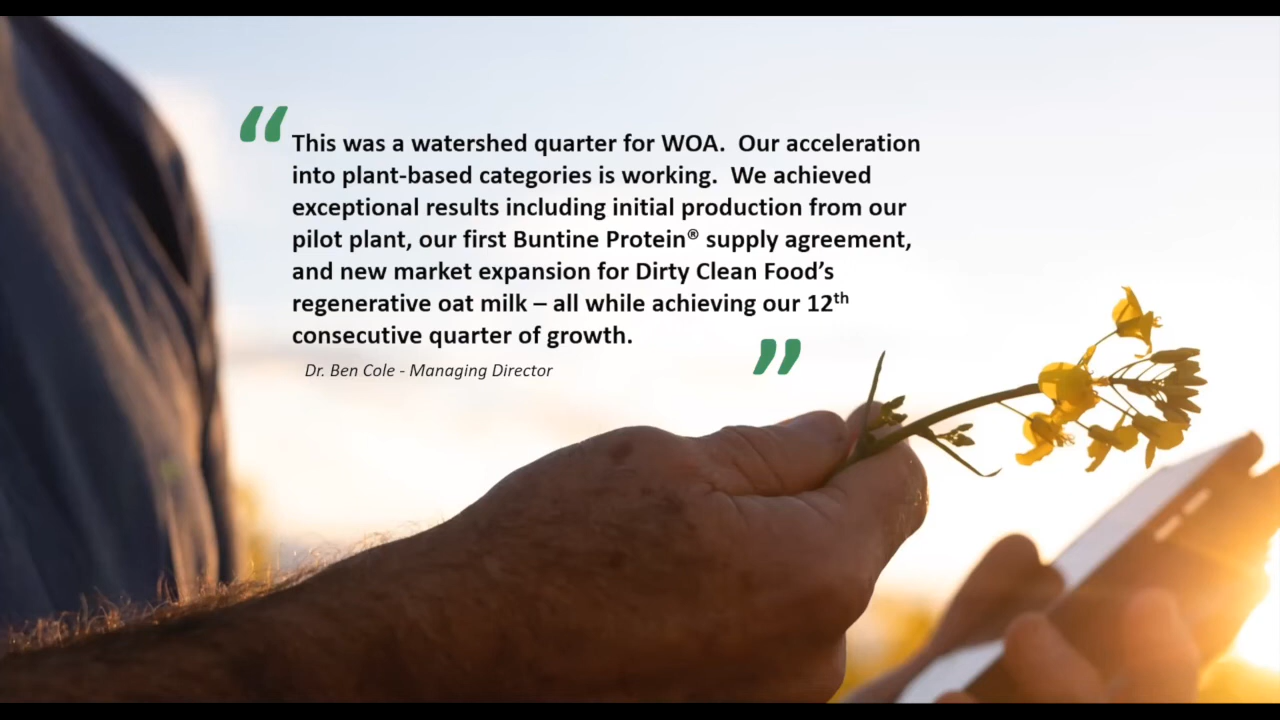 “
This was a watershed quarter for WOA.  Our acceleration
into plant-based categories is working.  We achieved
exceptional results including initial production from our
pilot plant, our first Buntine Protein® supply agreement,
and new market expansion for Dirty Clean Food’s
regenerative oat milk – all while achieving our 12th
consecutive quarter of growth.
”
Dr. Ben Cole - Managing Director